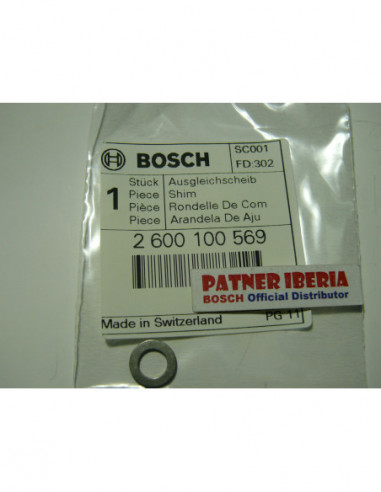 BOSCH
SC001
FD:302
1
Stück Ausgleichscheib
Piece Shim
Pièce Rondelle De Com
Piece Arandela De Aju
2 600 100 569
PATNER IBERIA
BOSCH Official Distributor
Made in Switzerland
PG 11